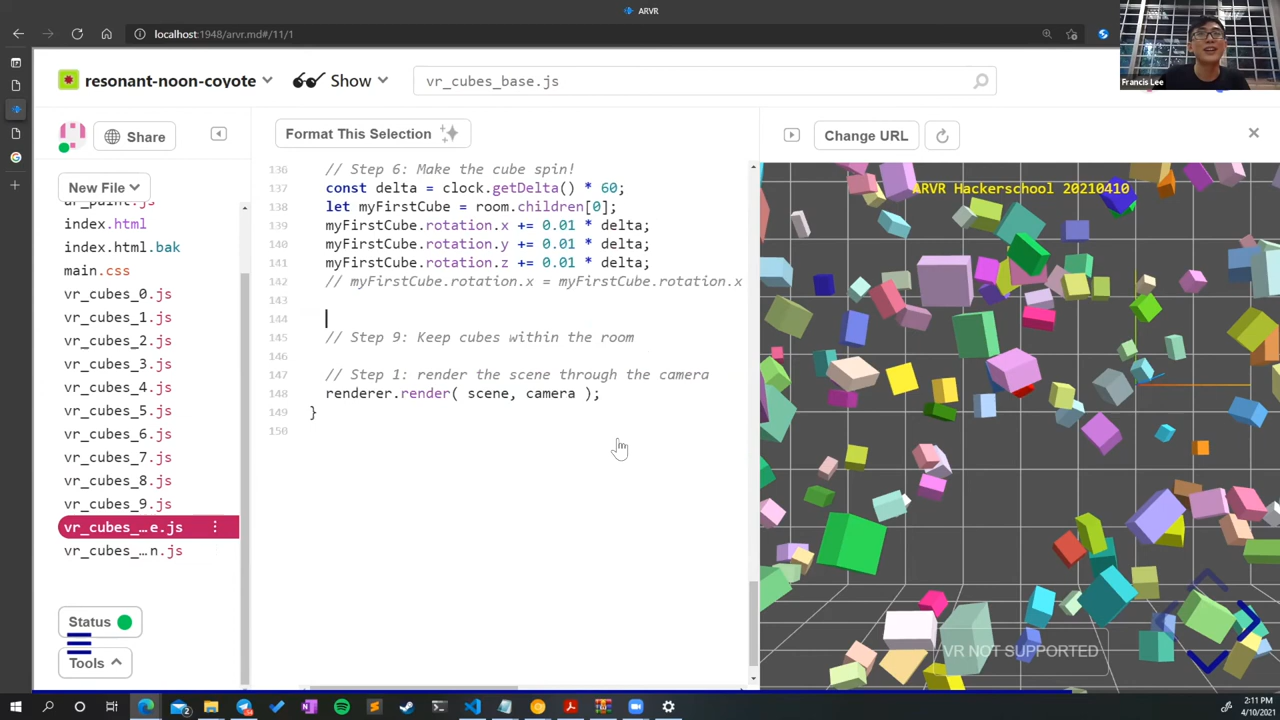 ARVR
localhost:1948/arvr.md#/11/1
Francis Lee
resonant-noon-coyote
Show
vr_cubes_base.js
Share
Format This Selection
Change URL
New File
ar_paint.js
index.html
index.html.bak
main.css
vr_cubes_0.js
vr_cubes_1.js
vr_cubes_2.js
vr_cubes_3.js
vr_cubes_4.js
vr_cubes_5.js
vr_cubes_6.js
vr_cubes_7.js
vr_cubes_8.js
vr_cubes_9.js
vr_cubes_…e.js
vr_cubes_…n.js
Status
Tools
136 // Step 6: Make the cube spin!
137 const delta = clock.getDelta() * 60;
138 let myFirstCube = room.children[0];
139 myFirstCube.rotation.x += 0.01 * delta;
140 myFirstCube.rotation.y += 0.01 * delta;
141 myFirstCube.rotation.z += 0.01 * delta;
142 // myFirstCube.rotation.x = myFirstCube.rotation.x
143
144
145 // Step 9: Keep cubes within the room
146
147 // Step 1: render the scene through the camera
148 renderer.render( scene, camera );
149 }
150
ARVR Hackerschool 20210410
VR NOT SUPPORTED
2:11 PM
4/10/2021